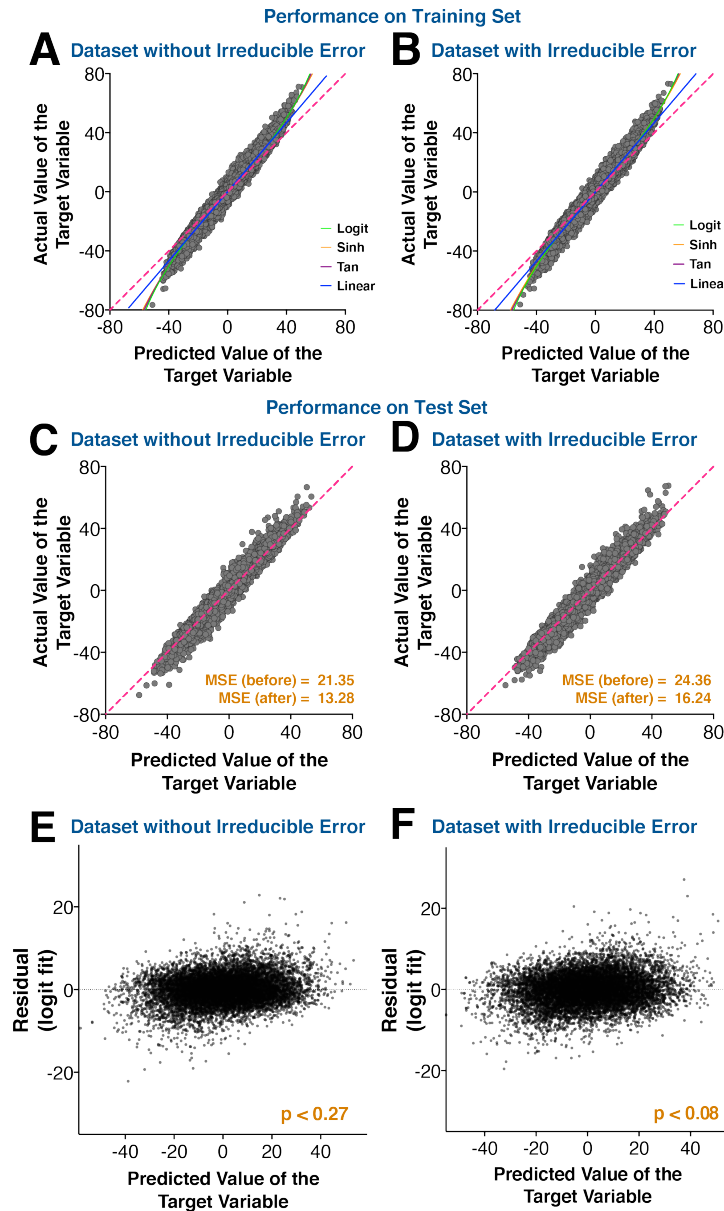 Performance on Training Set
A Dataset without Irreducible Error
80
40
0
-40
-80
Actual Value of the
Target Variable
Logit
Sinh
Tan
Linear
-80 -40 0 40 80
Predicted Value of the
Target Variable
B Dataset with Irreducible Error
80
40
0
-40
-80
Actual Value of the
Target Variable
Logit
Sinh
Tan
Linea
-80 -40 0 40 80
Predicted Value of the
Target Variable
Performance on Test Set
C Dataset without Irreducible Error
80
40
0
-40
-80
Actual Value of the
Target Variable
MSE (before) = 21.35
MSE (after) = 13.28
-80 -40 0 40 80
Predicted Value of the
Target Variable
D Dataset with Irreducible Error
80
40
0
-40
-80
Actual Value of the
Target Variable
MSE (before) = 24.36
MSE (after) = 16.24
-80 -40 0 40 80
Predicted Value of the
Target Variable
E Dataset without Irreducible Error
20
0
-20
Residual
(logit fit)
p < 0.27
-40 -20 0 20 40
Predicted Value of the
Target Variable
F Dataset with Irreducible Error
20
0
-20
Residual
(logit fit)
p < 0.08
-40 -20 0 20 40
Predicted Value of the
Target Variable